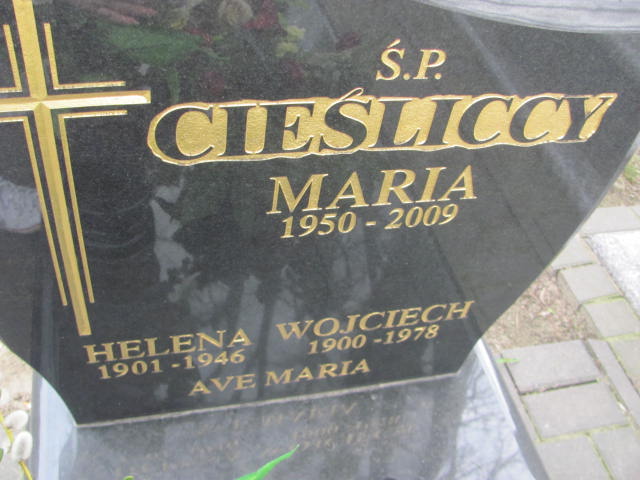 Ś.P.
CIEŚLICCY
MARIA
1950 - 2009
HELENA WOJCIECH
1901 - 1946 1900 - 1978
AVE MARIA